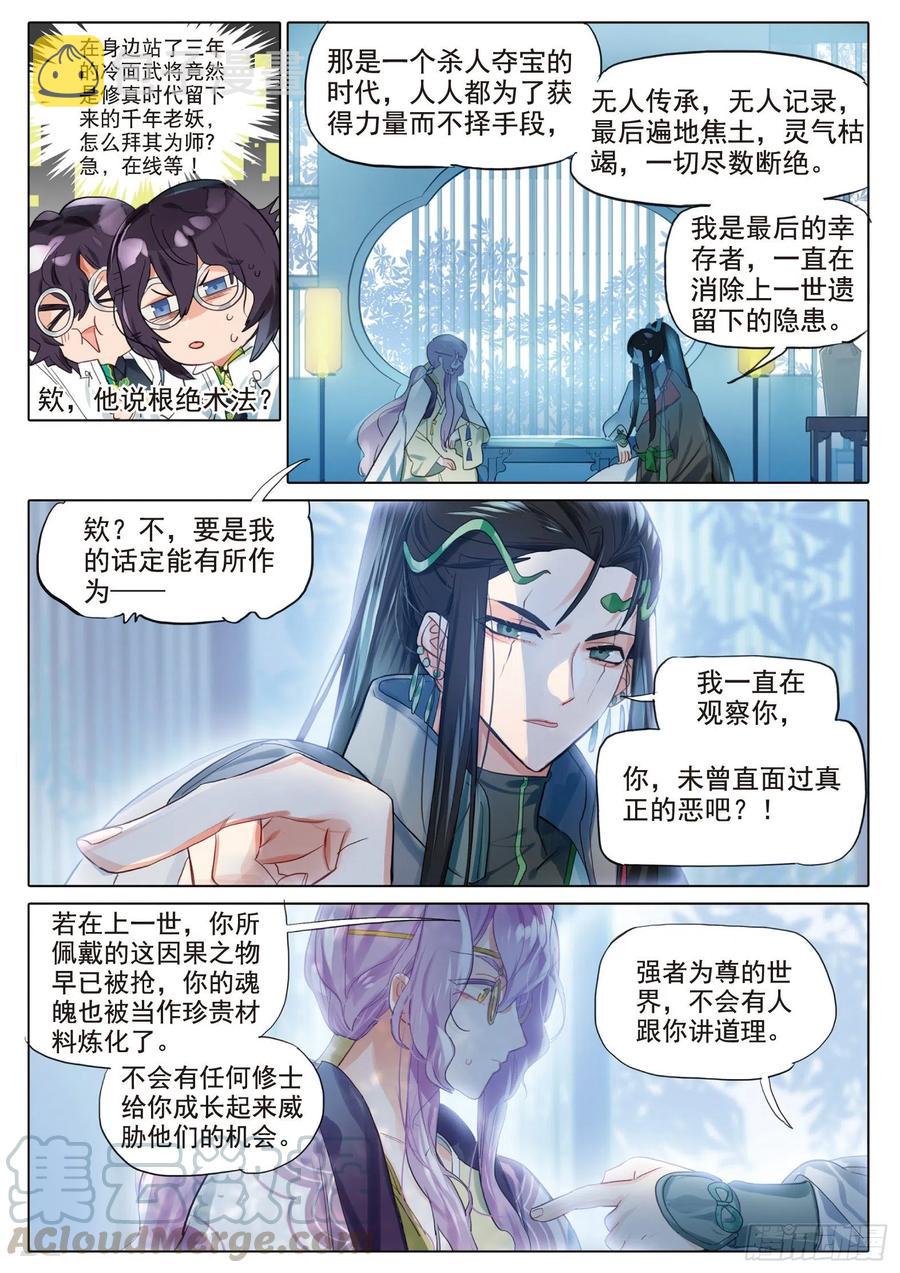 在身边站了三年
的冷面武将竟然
是修真时代留下
来的千年老妖，
怎么拜其为师？
急，在线等！
欸，他说根绝术法？
那是一个杀人夺宝的
时代，人人都为了获
得力量而不择手段，
无人传承，无人记录，
最后遍地焦土，灵气枯
竭，一切尽数断绝。
我是最后的幸
存者，一直在
消除上一世遗
留下的隐患。
欸？不，要是我
的话定能有所作
为——
我一直在
观察你，
你，未曾直面过真
正的恶吧？！
若在上一世，你所
佩戴的这因果之物
早已被抢，你的魂
魄也被当作珍贵材
料炼化了。
不会有任何修士
给你成长起来威
胁他们的机会。
强者为尊的世
界，不会有人
跟你讲道理。
集云数据
AcloudMerge.com
腾讯动漫